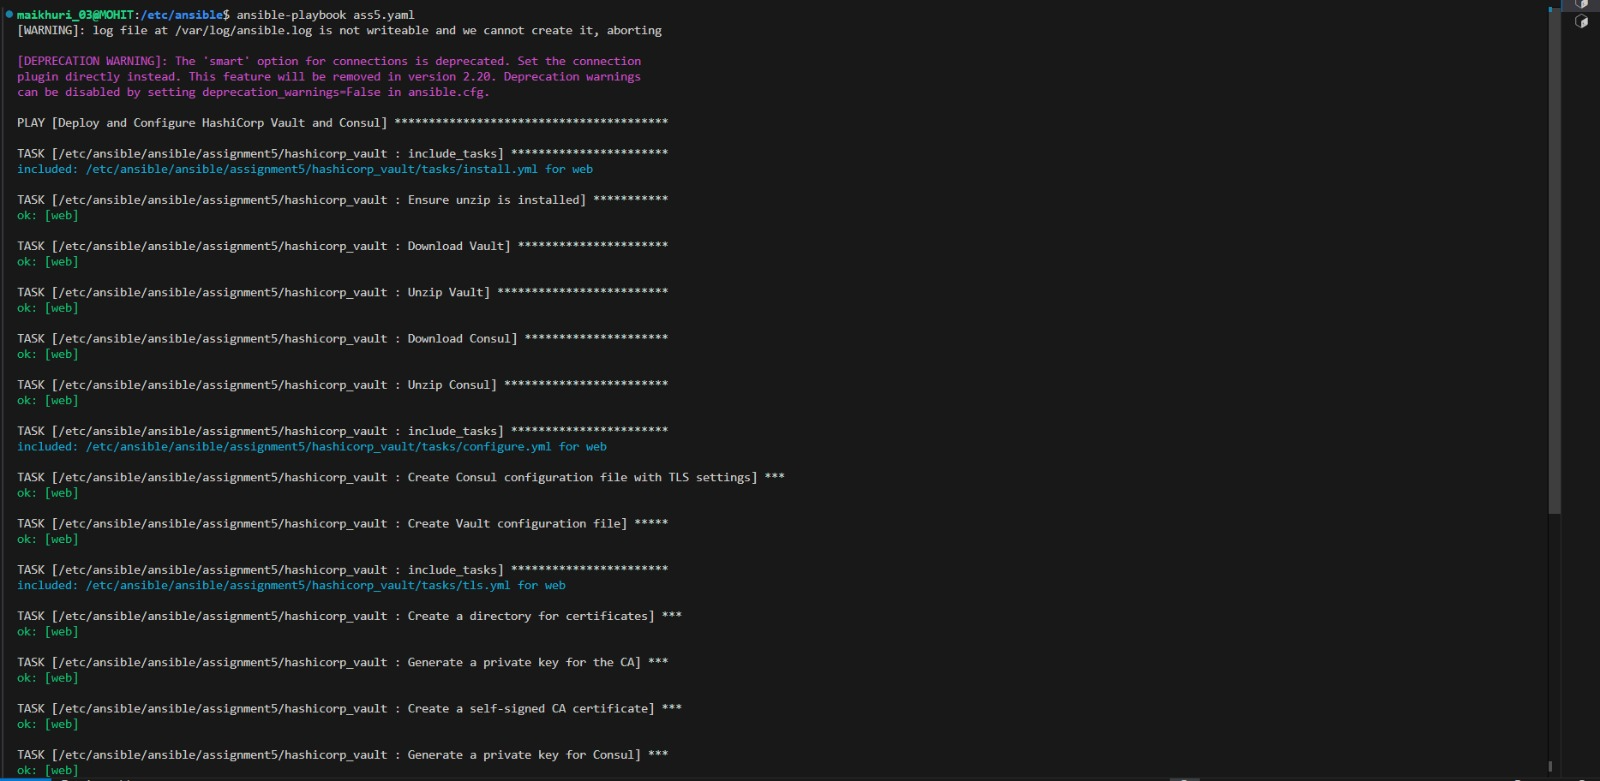 maikhuri_03@MOHIT:/etc/ansible$ ansible-playbook ass5.yaml
[WARNING]: log file at /var/log/ansible.log is not writeable and we cannot create it, aborting
[DEPRECATION WARNING]: The 'smart' option for connections is deprecated. Set the connection
plugin directly instead. This feature will be removed in version 2.20. Deprecation warnings
can be disabled by setting deprecation_warnings=False in ansible.cfg.
PLAY [Deploy and Configure HashiCorp Vault and Consul] ****************************************
TASK [/etc/ansible/ansible/assignment5/hashicorp_vault : include_tasks] ***********************
included: /etc/ansible/ansible/assignment5/hashicorp_vault/tasks/install.yml for web
TASK [/etc/ansible/ansible/assignment5/hashicorp_vault : Ensure unzip is installed] ***********
ok: [web]
TASK [/etc/ansible/ansible/assignment5/hashicorp_vault : Download Vault] **********************
ok: [web]
TASK [/etc/ansible/ansible/assignment5/hashicorp_vault : Unzip Vault] *************************
ok: [web]
TASK [/etc/ansible/ansible/assignment5/hashicorp_vault : Download Consul] *********************
ok: [web]
TASK [/etc/ansible/ansible/assignment5/hashicorp_vault : Unzip Consul] ************************
ok: [web]
TASK [/etc/ansible/ansible/assignment5/hashicorp_vault : include_tasks] ***********************
included: /etc/ansible/ansible/assignment5/hashicorp_vault/tasks/configure.yml for web
TASK [/etc/ansible/ansible/assignment5/hashicorp_vault : Create Consul configuration file with TLS settings] ***
ok: [web]
TASK [/etc/ansible/ansible/assignment5/hashicorp_vault : Create Vault configuration file] *****
ok: [web]
TASK [/etc/ansible/ansible/assignment5/hashicorp_vault : include_tasks] ***********************
included: /etc/ansible/ansible/assignment5/hashicorp_vault/tasks/tls.yml for web
TASK [/etc/ansible/ansible/assignment5/hashicorp_vault : Create a directory for certificates] ***
ok: [web]
TASK [/etc/ansible/ansible/assignment5/hashicorp_vault : Generate a private key for the CA] ***
ok: [web]
TASK [/etc/ansible/ansible/assignment5/hashicorp_vault : Create a self-signed CA certificate] ***
ok: [web]
TASK [/etc/ansible/ansible/assignment5/hashicorp_vault : Generate a private key for Consul] ***
ok: [web]